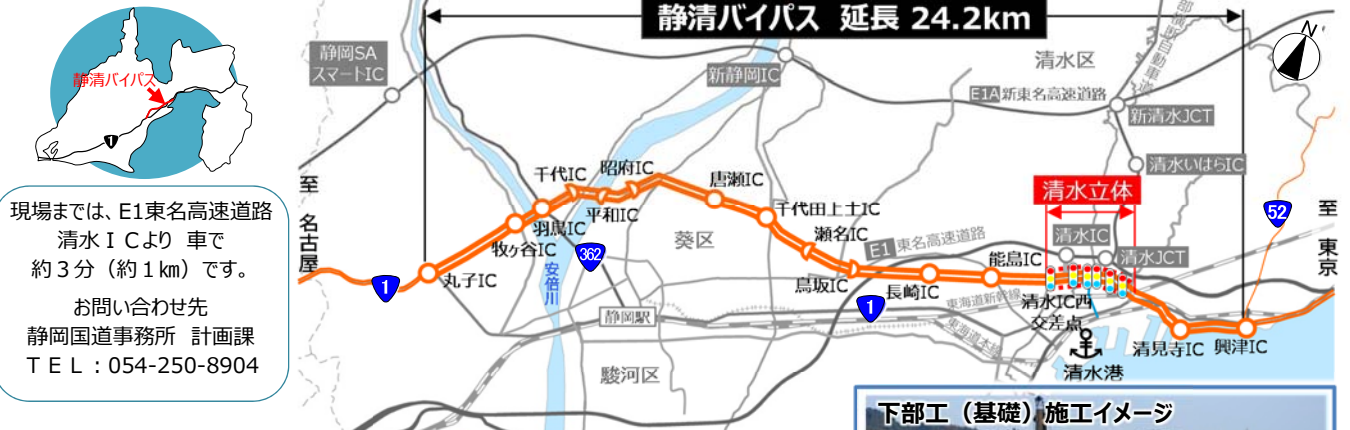 静清バイパス
1
現場までは、E1東名高速道路
清水ＩＣより 車で
約３分（約１㎞）です。
お問い合わせ先
静岡国道事務所 計画課
ＴＥＬ：054-250-8904
静清バイパス 延長 24.2km
静岡SA
スマートIC
新静岡IC
清水区
部横断自動車道
N
E1A 新東名高速道路
新清水JCT
清水いはらIC
至
名古屋
千代IC
昭府IC
唐瀬IC
清水立体
52
至
東京
平和IC
羽鳥IC
牧ヶ谷IC
千代田上土IC
瀬名IC
葵区
E1 東名高速道路
清水IC
清水JCT
362
安倍川
丸子IC
1
鳥坂IC
長崎IC
能島IC
東海道新幹線
清水IC西
交差点
静岡駅
1
東海道本線
清見寺IC
興津IC
清水港
駿河区
下部工（基礎）施工イメージ